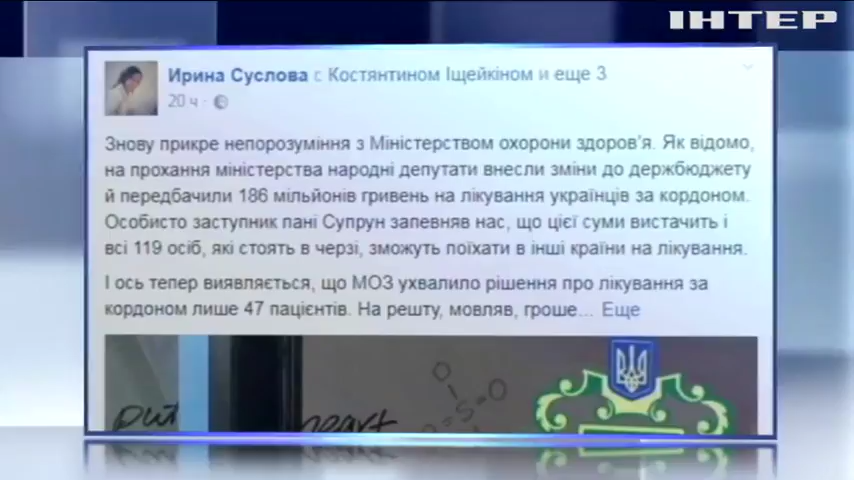 ІНТЕР
Ирина Суслова с Костянтином Іщейкіном и еще 3
20 ч ·
Знову прикре непорозуміння з Міністерством охорони здоров'я. Як відомо,
на прохання міністерства народні депутати внесли зміни до держбюджету
й передбачили 186 мільйонів гривень на лікування українців за кордоном.
Особисто заступник пані Супрун запевняв нас, що цієї суми вистачить і
всі 119 осіб, які стоять в черзі, зможуть поїхати в інші країни на лікування.
І ось тепер виявляється, що МОЗ ухвалило рішення про лікування за
кордоном лише 47 пацієнтів. На решту, мовляв, гроше... Еще
O
S=O
O=